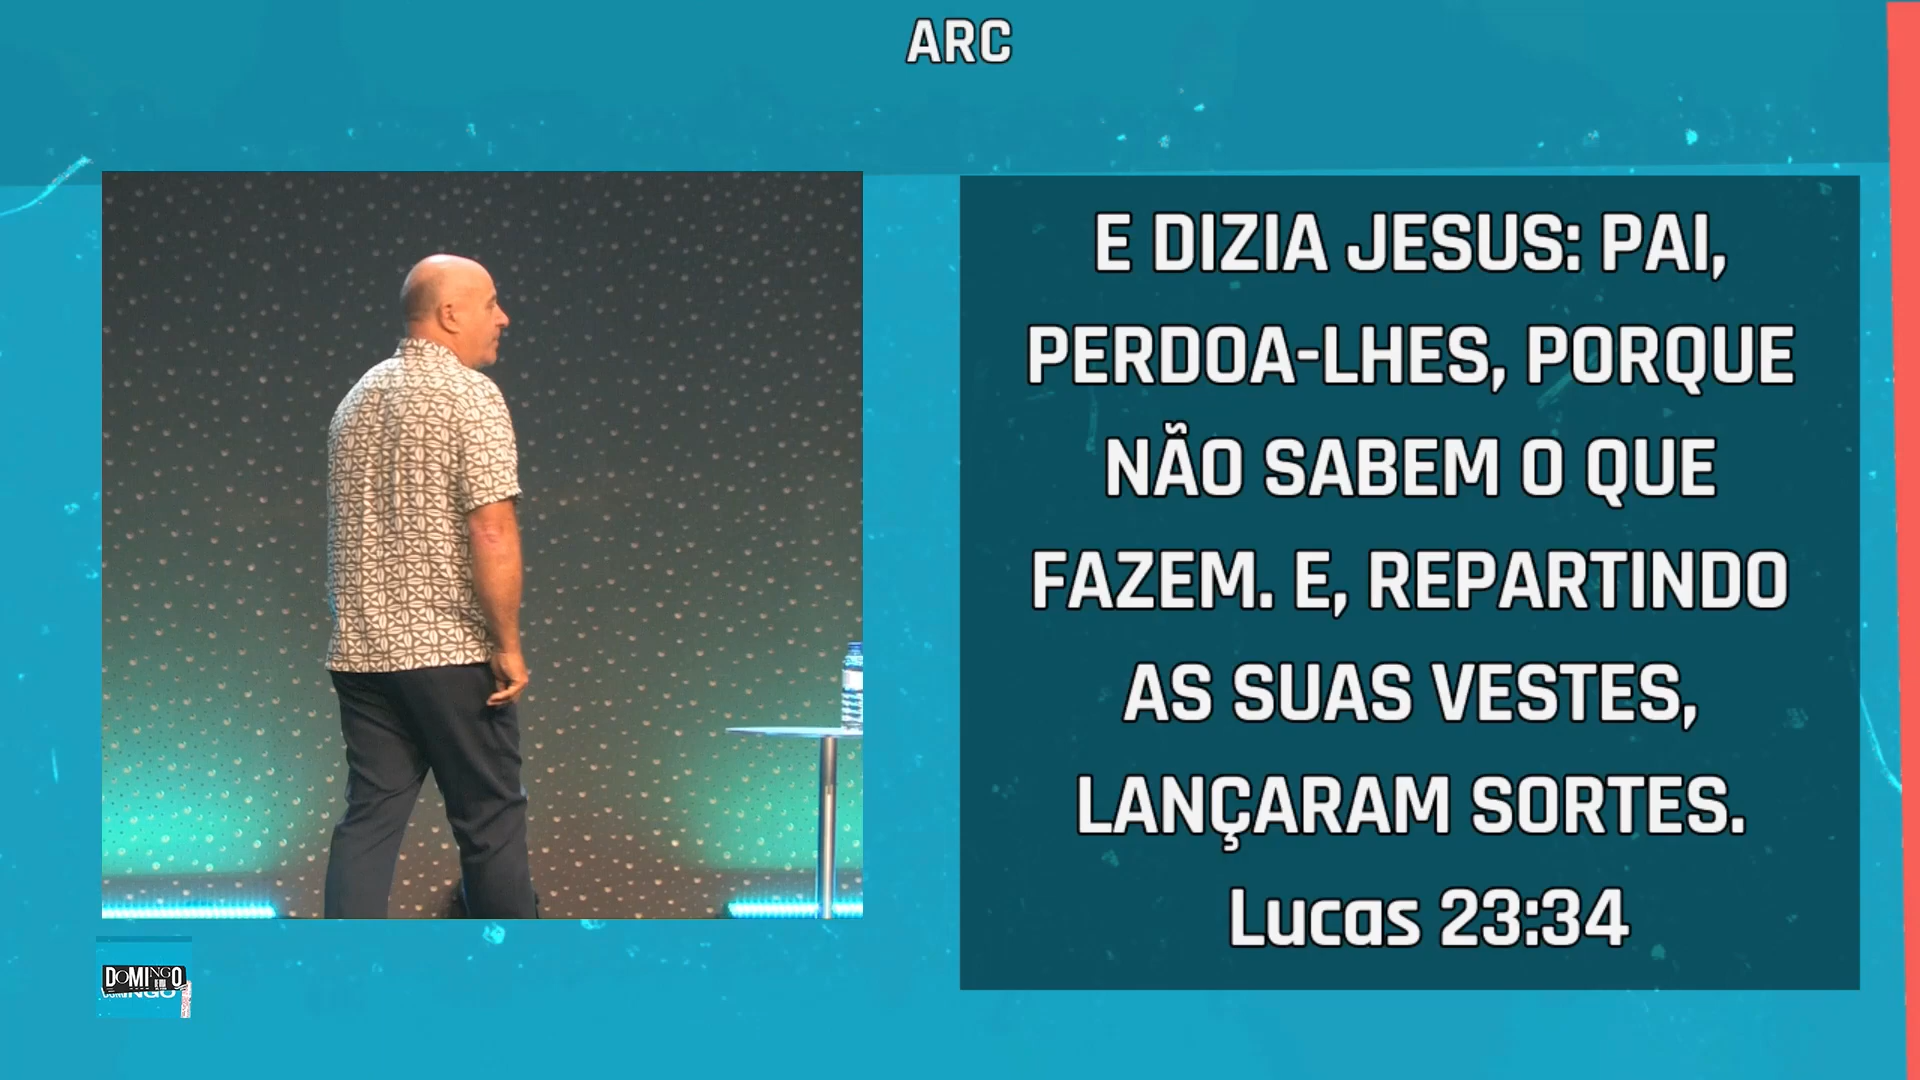 ARC
E DIZIA JESUS: PAI,
PERDOA-LHES, PORQUE
NÃO SABEM O QUE
FAZEM. E, REPARTINDO
AS SUAS VESTES,
LANÇARAM SORTES.
Lucas 23:34
DOMINGO